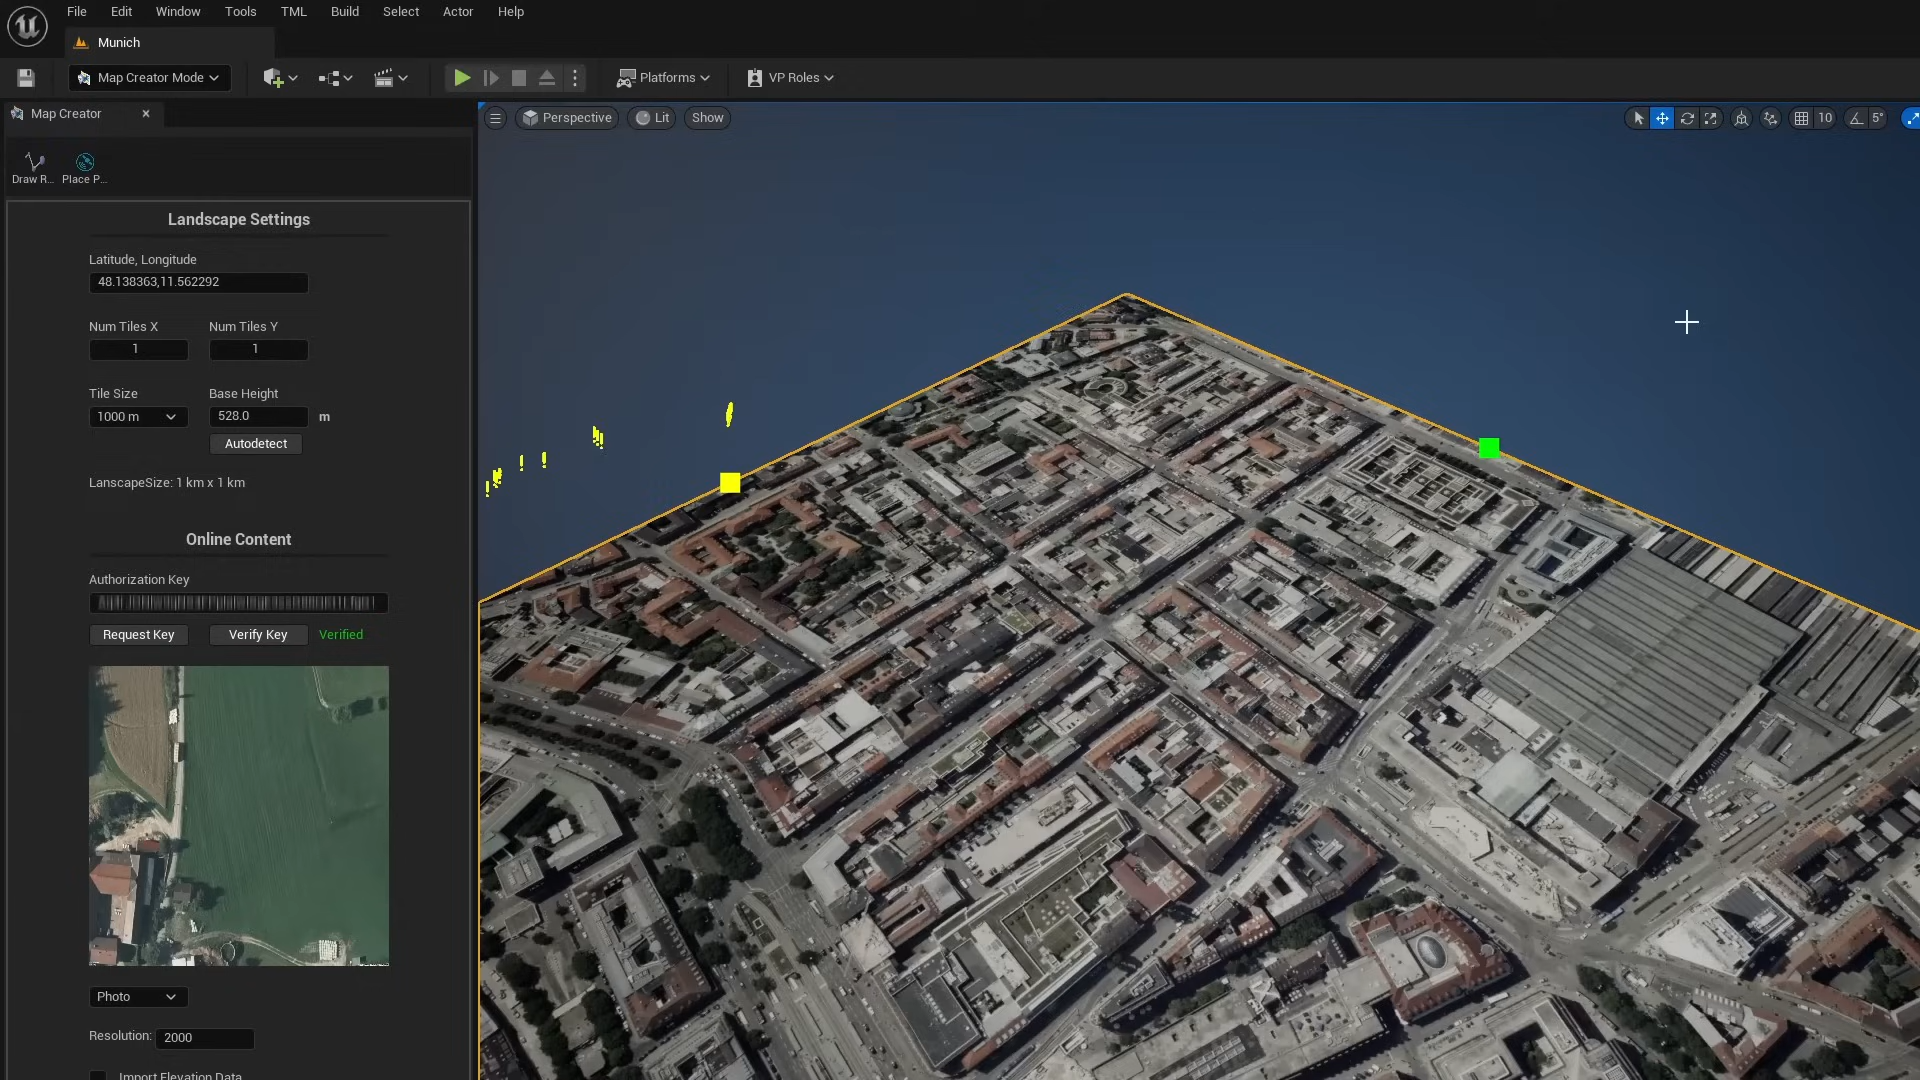 File Edit Window Tools TML Build Select Actor Help
Munich
Map Creator Mode
Platforms
VP Roles
Map Creator
Perspective
Lit
Show
10
5°
Draw R...
Place P...
Landscape Settings
Latitude, Longitude
48.138363,11.562292
Num Tiles X
Num Tiles Y
1
1
Tile Size
Base Height
1000 m
528.0
m
Autodetect
LanscapeSize: 1 km x 1 km
Online Content
Authorization Key
Request Key
Verify Key
Verified
Photo
Resolution:
2000
Import Elevation Data